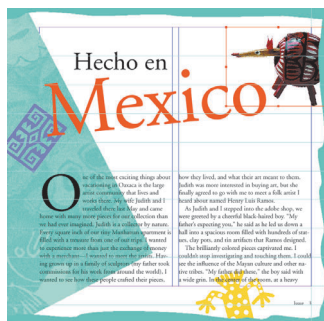 Hecho en
Mexico
One of the most exciting things about
vacationing in Oaxaca is the large
artist community that lives and
works there. My wife Judith and I
traveled there last May and came
home with many more pieces for our collection than
we had ever imagined. Judith is a collector by nature.
Every square inch of our tiny Manhattan apartment is
filled with a treasure from one of our trips. I wanted
to experience more than just the exchange of money
with a merchant—I wanted to meet the artists. Hav-
ing grown up in a family of sculptors (my father took
commissions for his work from around the world), I
wanted to see how these people crafted their pieces,
how they lived, and what their art meant to them.
Judith was more interested in buying art, but she
finally agreed to go with me to meet a folk artist I
heard about named Henry Luis Ramos.
As Judith and I stepped into the adobe shop, we
were greeted by a cheerful black-haired boy. "My
father's expecting you," he said as he led us down a
hall into a spacious room filled with hundreds of stat-
ues, clay pots, and tin artifacts that Ramos designed.
The brilliantly colored pieces captivated me. I
couldn't stop investigating and touching them. I could
see the influence of the Mayan culture and other na-
tive tribes. "My father did these," the boy said with
a wide grin. In the center of the room, at a heavy